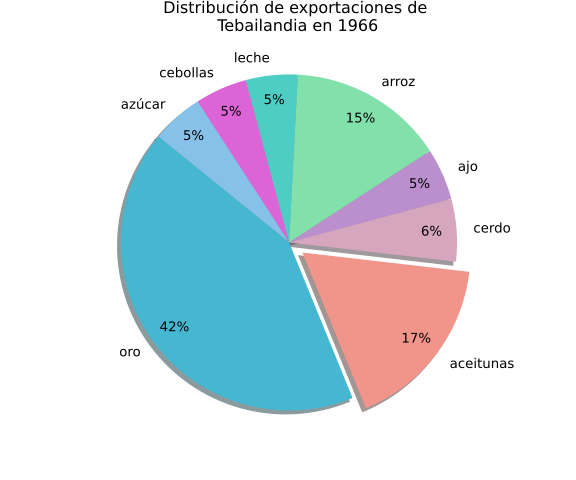 Distribución de exportaciones de
Tebailandia en 1966
leche
cebollas
arroz
azúcar
5%
5%
15%
5%
ajo
5%
6%
cerdo
42%
17%
oro
aceitunas